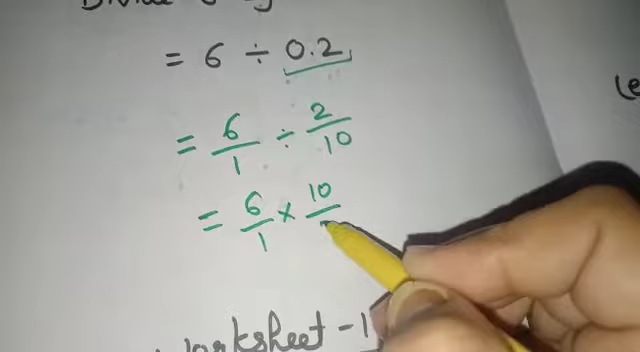 = 6 ÷ 0.2
= 6/1 ÷ 2/10
= 6/1 × 10/
Worksheet - 1